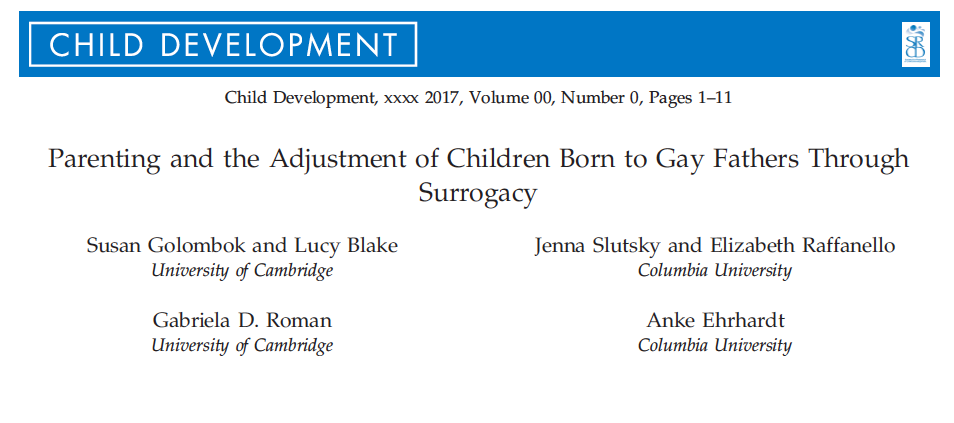 CHILD DEVELOPMENT
SRCD
Child Development, xxxx 2017, Volume 00, Number 0, Pages 1–11
Parenting and the Adjustment of Children Born to Gay Fathers Through
Surrogacy
Susan Golombok and Lucy Blake
University of Cambridge
Jenna Slutsky and Elizabeth Raffanello
Columbia University
Gabriela D. Roman
University of Cambridge
Anke Ehrhardt
Columbia University